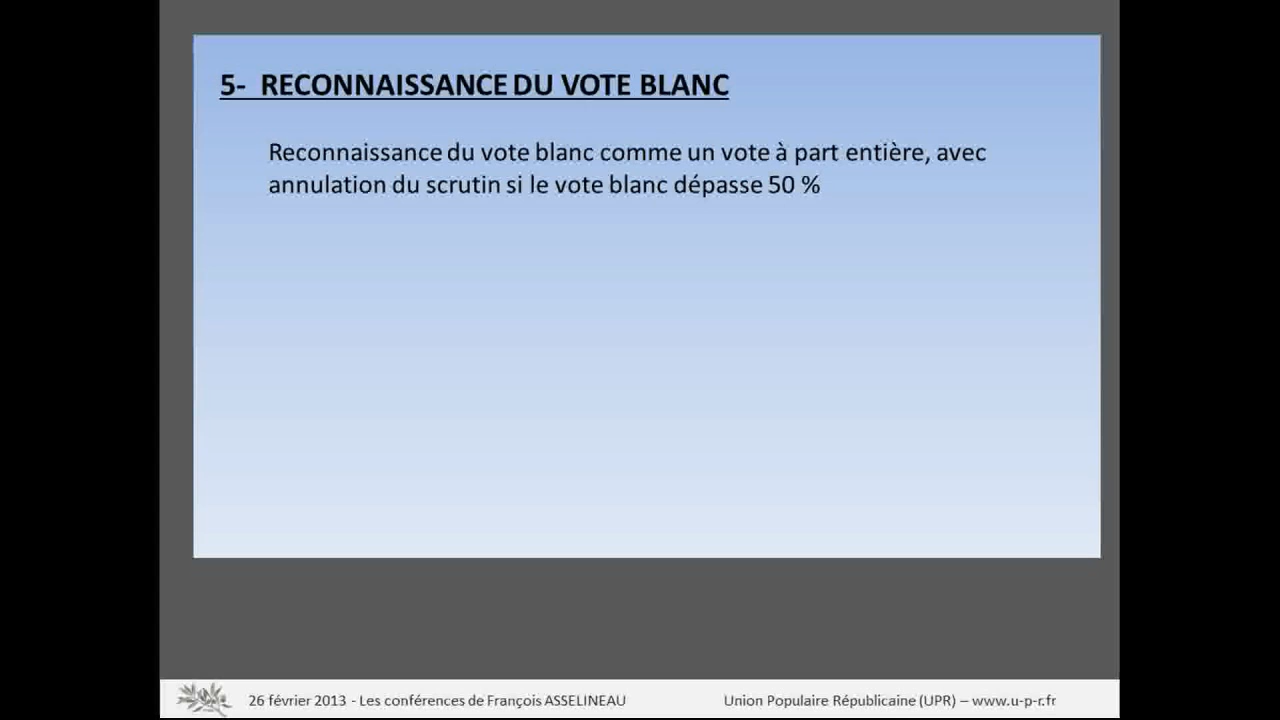 5- RECONNAISSANCE DU VOTE BLANC
Reconnaissance du vote blanc comme un vote à part entière, avec
annulation du scrutin si le vote blanc dépasse 50 %
26 février 2013 - Les conférences de François ASSELINEAU
Union Populaire Républicaine (UPR) – www.u-p-r.fr